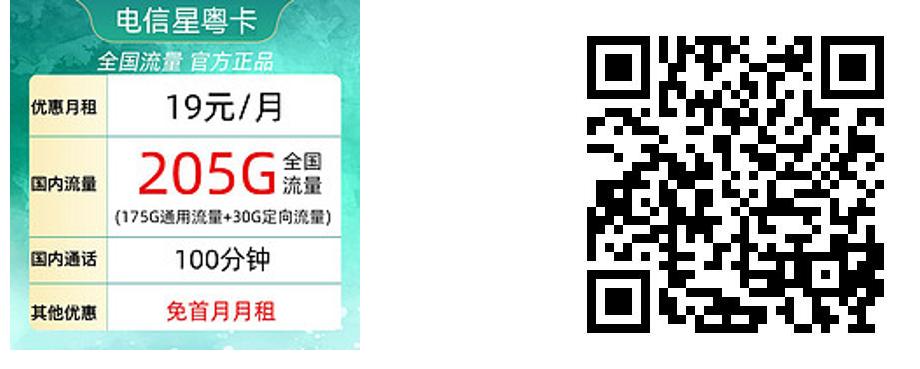 电信星粤卡
全国流量 官方正品
优惠月租 19元/月
国内流量 205G 全国流量
(175G通用流量+30G定向流量)
国内通话 100分钟
其他优惠 免首月月租